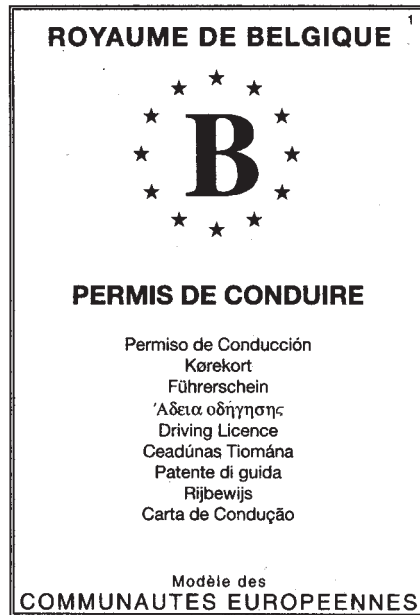 1
ROYAUME DE BELGIQUE
B
PERMIS DE CONDUIRE
Permiso de Conducción
Kørekort
Führerschein
Άδεια οδήγησης
Driving Licence
Ceadúnas Tiomána
Patente di guida
Rijbewijs
Carta de Condução
Modèle des
COMMUNAUTES EUROPEENNES